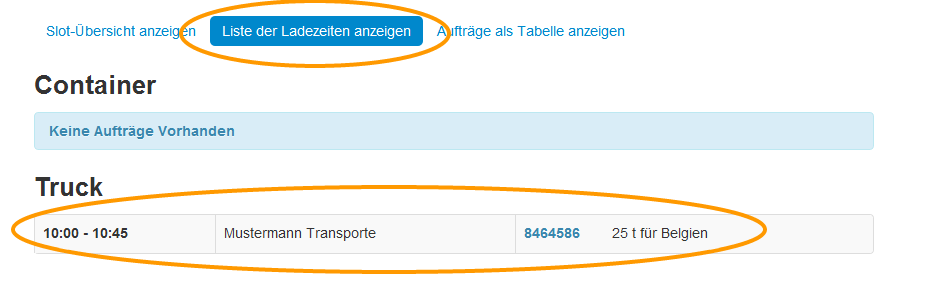 Slot-Übersicht anzeigen Liste der Ladezeiten anzeigen Aufträge als Tabelle anzeigen
Container
Keine Aufträge Vorhanden
Truck
10:00 - 10:45 Mustermann Transporte 8464586 25 t für Belgien